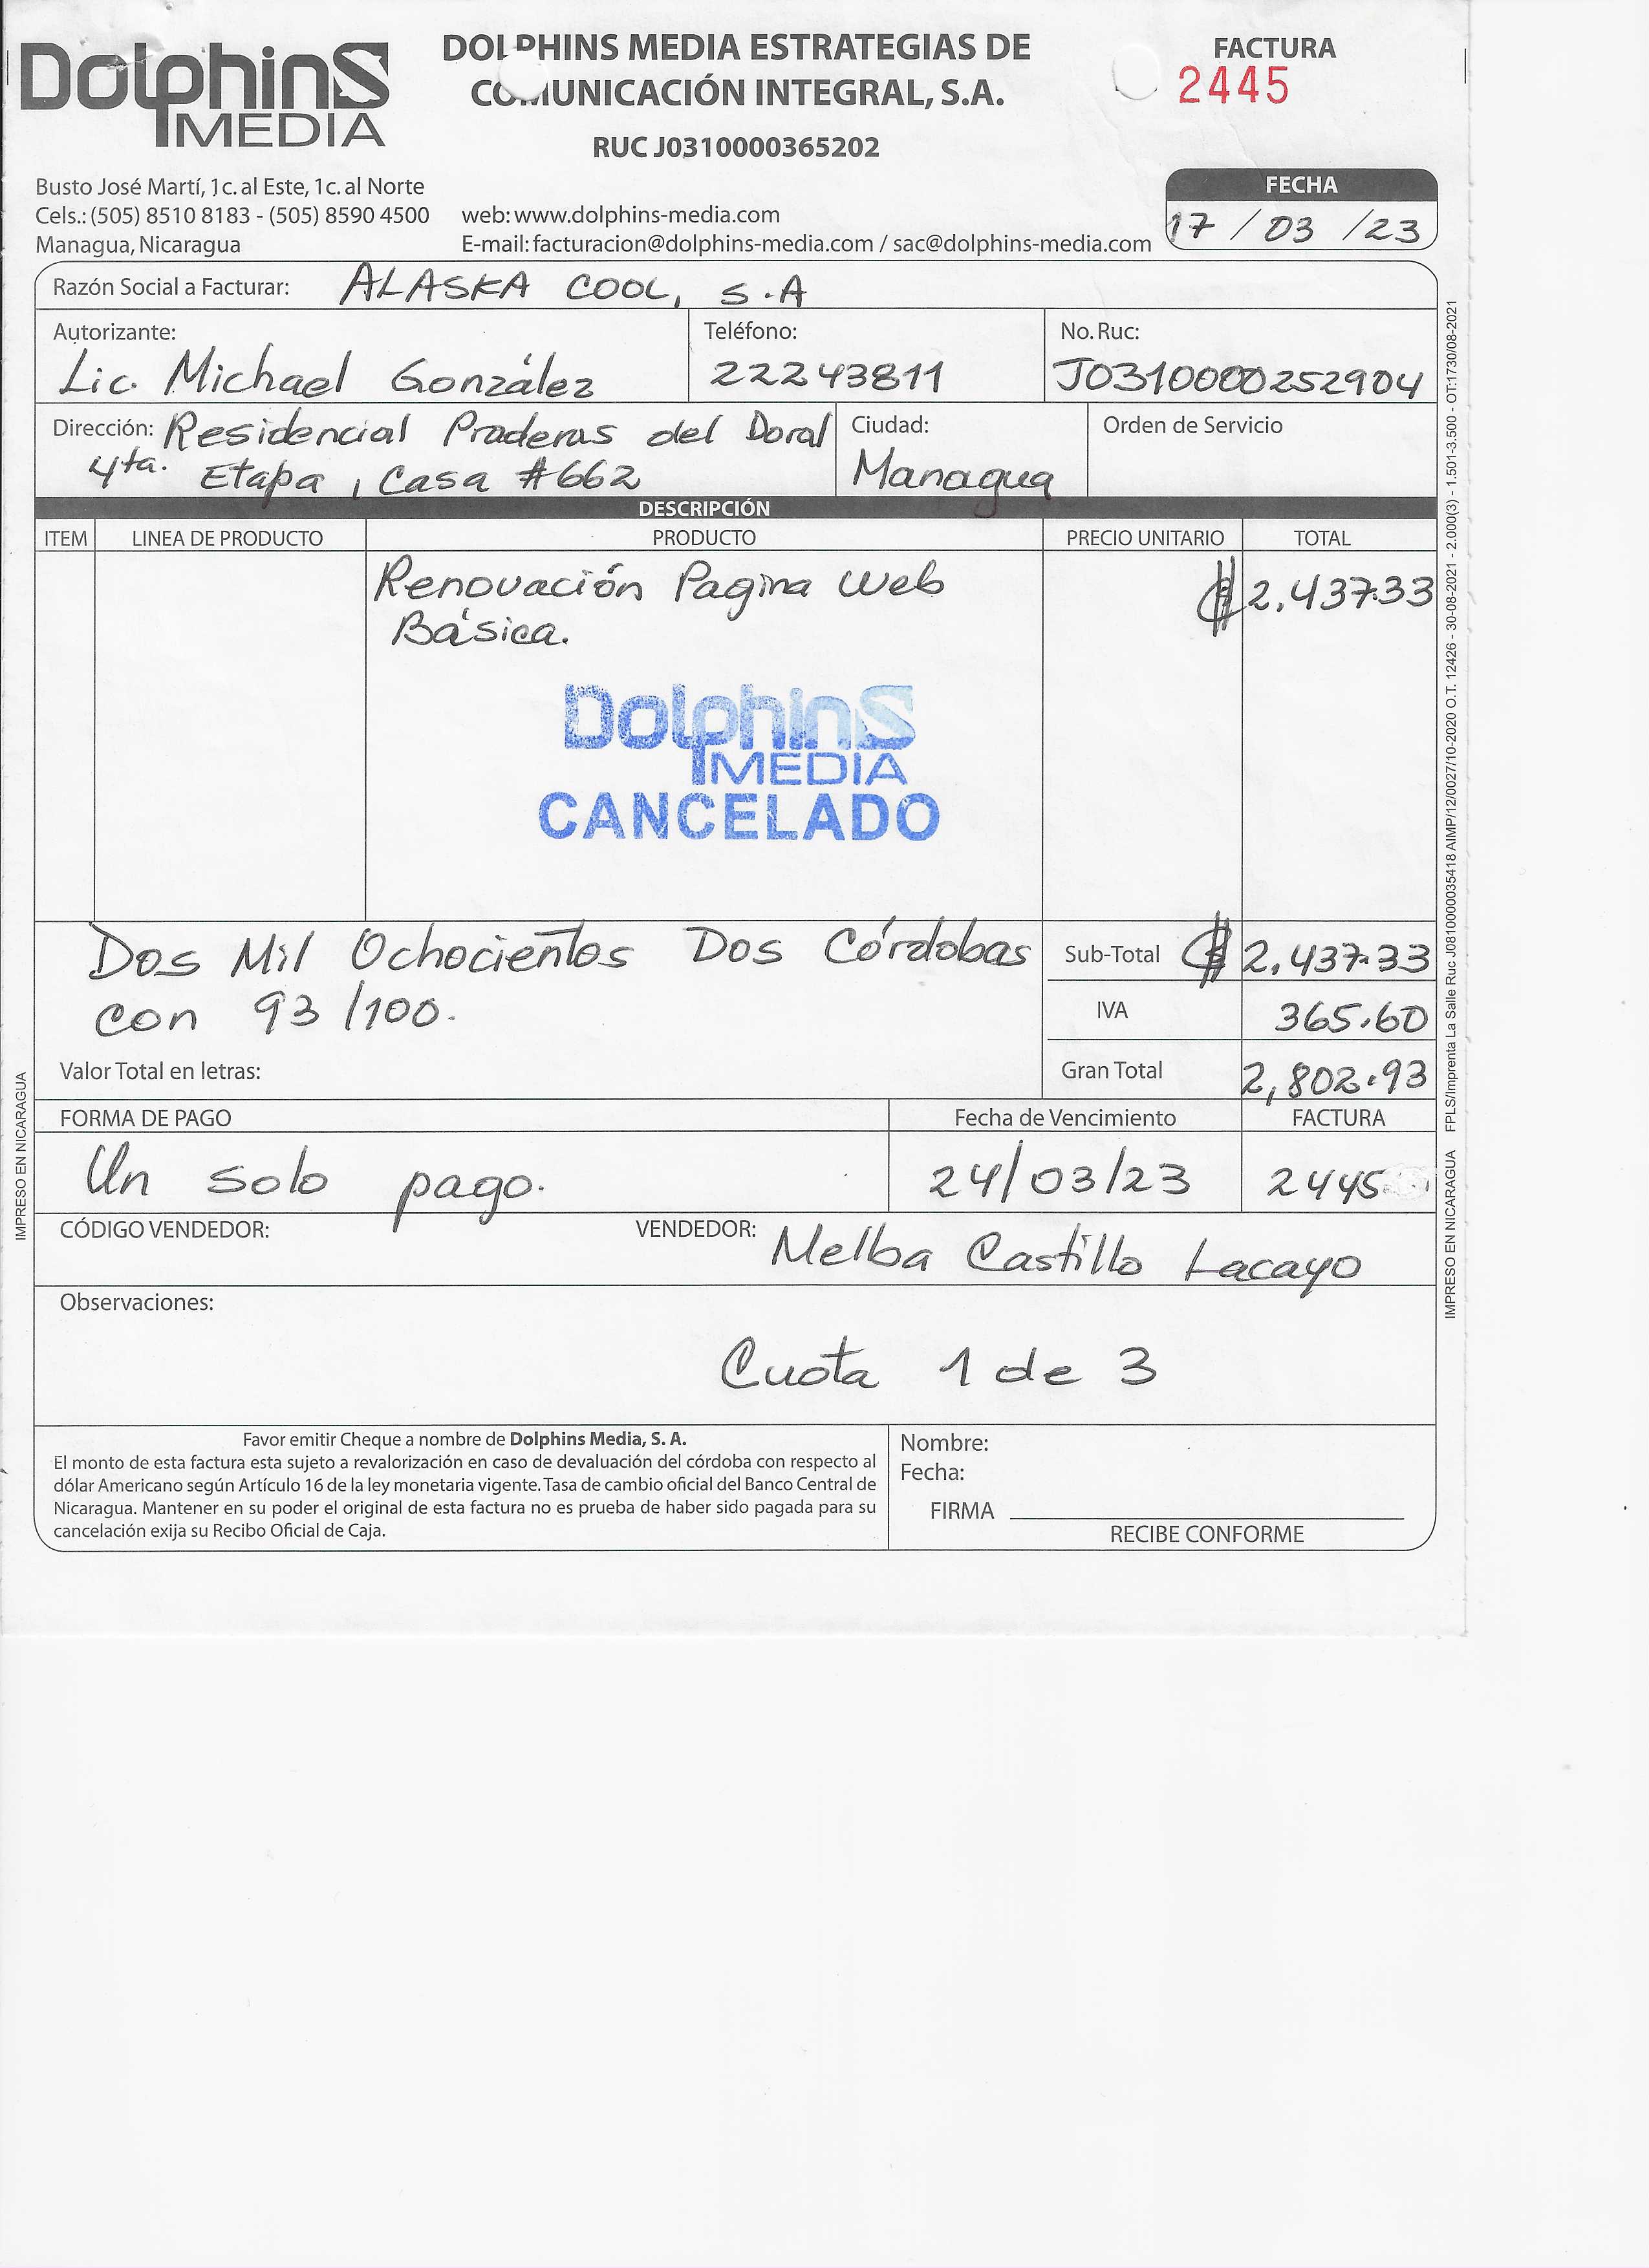 DolphinS
MEDIA
DOLPHINS MEDIA ESTRATEGIAS DE
COMUNICACIÓN INTEGRAL, S.A.
RUC J0310000365202
FACTURA
2445
Busto José Martí, 1c. al Este, 1c. al Norte
Cels.: (505) 8510 8183 - (505) 8590 4500
Managua, Nicaragua
web: www.dolphins-media.com
E-mail: facturacion@dolphins-media.com / sac@dolphins-media.com
FECHA
17 / 03 / 23
Razón Social a Facturar: ALASKA COOL, S.A
Autorizante:
Lic. Michael González
Teléfono:
22243811
No. Ruc:
J0310000252904
Dirección: Residencial Praderas del Doral
4ta. Etapa, Casa #662
Ciudad:
Managua
Orden de Servicio
DESCRIPCIÓN
ITEM LINEA DE PRODUCTO PRODUCTO PRECIO UNITARIO TOTAL
Renovación Pagina Web C$ 2,437.33
Básica.
DolphinS
MEDIA
CANCELADO
Dos Mil Ochocientos Dos Córdobas
con 93/100.
Valor Total en letras:
Sub-Total C$ 2,437.33
IVA 365.60
Gran Total 2,802.93
FORMA DE PAGO
Un solo pago.
Fecha de Vencimiento
24/03/23
FACTURA
2445
CÓDIGO VENDEDOR:
VENDEDOR: Melba Castillo Lacayo
Observaciones:
Cuota 1 de 3
Favor emitir Cheque a nombre de Dolphins Media, S. A.
El monto de esta factura esta sujeto a revalorización en caso de devaluación del córdoba con respecto al
dólar Americano según Artículo 16 de la ley monetaria vigente. Tasa de cambio oficial del Banco Central de
Nicaragua. Mantener en su poder el original de esta factura no es prueba de haber sido pagada para su
cancelación exija su Recibo Oficial de Caja.
Nombre:
Fecha:
FIRMA
RECIBE CONFORME
IMPRESO EN NICARAGUA
IMPRESO EN NICARAGUA FPLS/Imprenta La Salle Ruc J0810000035418 AIMP/12/0027/10-2020 O.T. 12426 - 30-08-2021 - 2.000(3) - 1.501-3.500 - OT:1730/08-2021